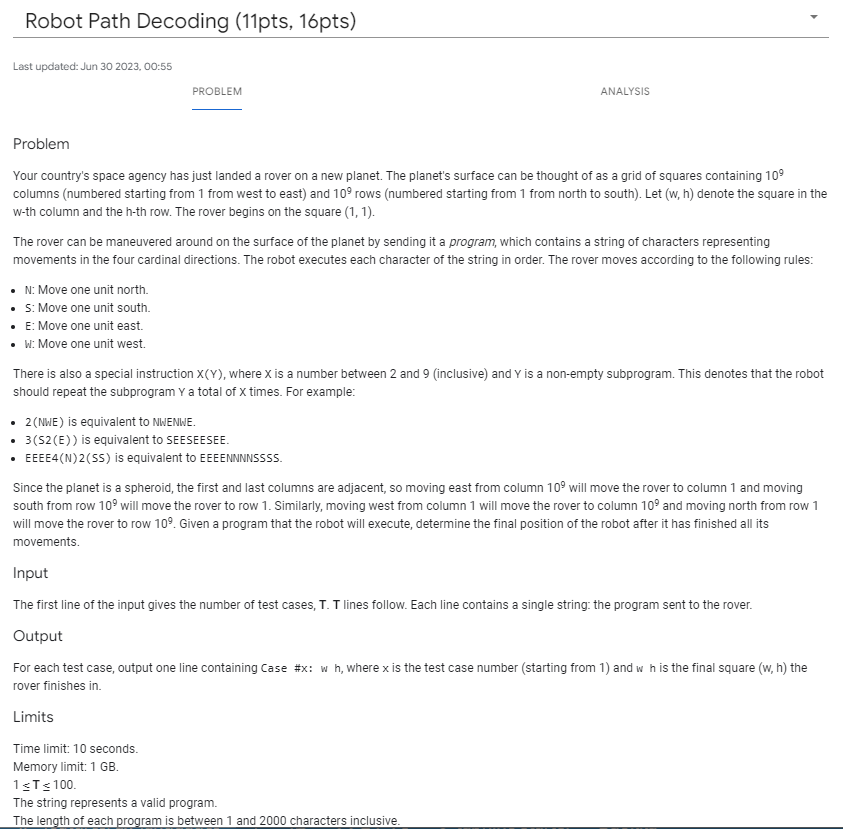 Robot Path Decoding (11pts, 16pts)
Last updated: Jun 30 2023, 00:55
PROBLEM ANALYSIS
Problem
Your country's space agency has just landed a rover on a new planet. The planet's surface can be thought of as a grid of squares containing 10⁹
columns (numbered starting from 1 from west to east) and 10⁹ rows (numbered starting from 1 from north to south). Let (w, h) denote the square in the
w-th column and the h-th row. The rover begins on the square (1, 1).
The rover can be maneuvered around on the surface of the planet by sending it a program, which contains a string of characters representing
movements in the four cardinal directions. The robot executes each character of the string in order. The rover moves according to the following rules:
• N: Move one unit north.
• S: Move one unit south.
• E: Move one unit east.
• W: Move one unit west.
There is also a special instruction X(Y), where X is a number between 2 and 9 (inclusive) and Y is a non-empty subprogram. This denotes that the robot
should repeat the subprogram Y a total of X times. For example:
• 2(NWE) is equivalent to NWENWE.
• 3(S2(E)) is equivalent to SEESEESEE.
• EEEE4(N)2(SS) is equivalent to EEEENNNNSSSS.
Since the planet is a spheroid, the first and last columns are adjacent, so moving east from column 10⁹ will move the rover to column 1 and moving
south from row 10⁹ will move the rover to row 1. Similarly, moving west from column 1 will move the rover to column 10⁹ and moving north from row 1
will move the rover to row 10⁹. Given a program that the robot will execute, determine the final position of the robot after it has finished all its
movements.
Input
The first line of the input gives the number of test cases, T. T lines follow. Each line contains a single string: the program sent to the rover.
Output
For each test case, output one line containing Case #x: w h, where x is the test case number (starting from 1) and w h is the final square (w, h) the
rover finishes in.
Limits
Time limit: 10 seconds.
Memory limit: 1 GB.
1 ≤ T ≤ 100.
The string represents a valid program.
The length of each program is between 1 and 2000 characters inclusive.